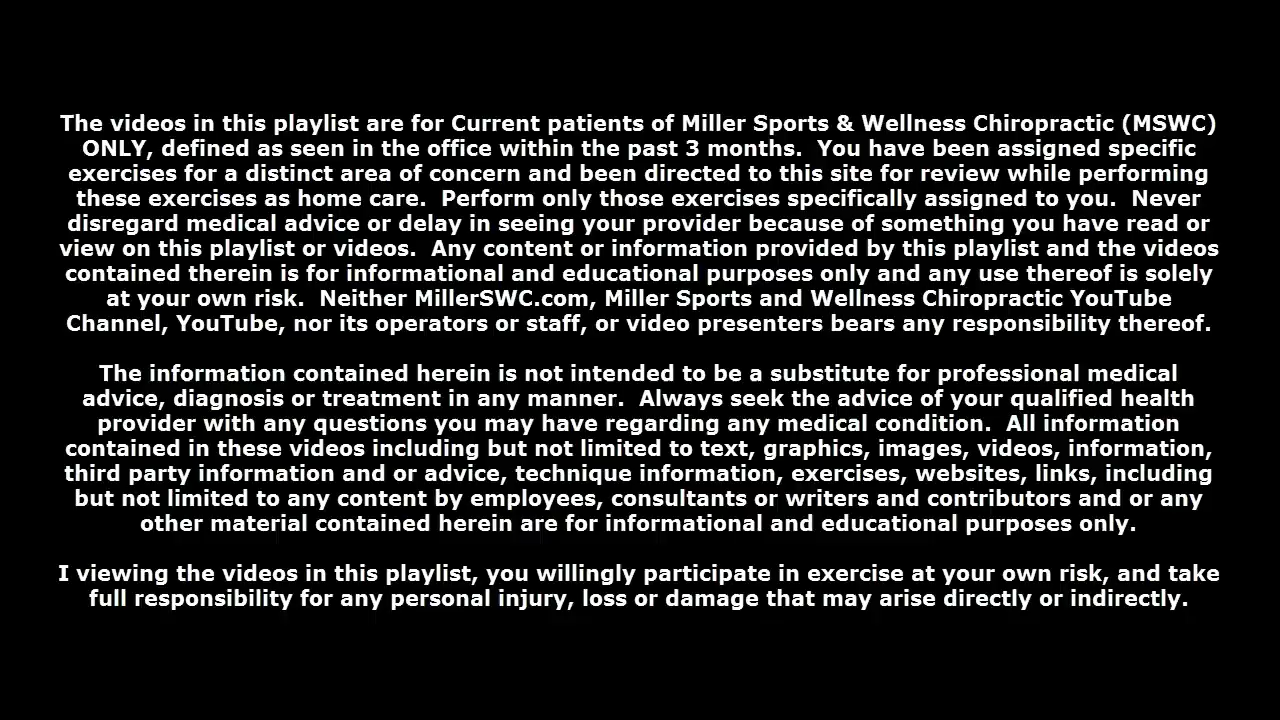 The videos in this playlist are for Current patients of Miller Sports & Wellness Chiropractic (MSWC)
ONLY, defined as seen in the office within the past 3 months.  You have been assigned specific
exercises for a distinct area of concern and been directed to this site for review while performing
these exercises as home care.  Perform only those exercises specifically assigned to you.  Never
disregard medical advice or delay in seeing your provider because of something you have read or
view on this playlist or videos.  Any content or information provided by this playlist and the videos
contained therein is for informational and educational purposes only and any use thereof is solely
at your own risk.  Neither MillerSWC.com, Miller Sports and Wellness Chiropractic YouTube
Channel, YouTube, nor its operators or staff, or video presenters bears any responsibility thereof.
The information contained herein is not intended to be a substitute for professional medical
advice, diagnosis or treatment in any manner.  Always seek the advice of your qualified health
provider with any questions you may have regarding any medical condition.  All information
contained in these videos including but not limited to text, graphics, images, videos, information,
third party information and or advice, technique information, exercises, websites, links, including
but not limited to any content by employees, consultants or writers and contributors and or any
other material contained herein are for informational and educational purposes only.
I viewing the videos in this playlist, you willingly participate in exercise at your own risk, and take
full responsibility for any personal injury, loss or damage that may arise directly or indirectly.